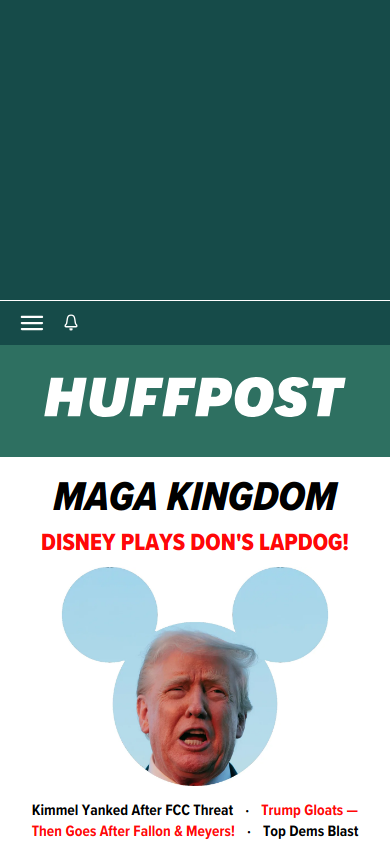 HUFFPOST
MAGA KINGDOM
DISNEY PLAYS DON'S LAPDOG!
Kimmel Yanked After FCC Threat · Trump Gloats —
Then Goes After Fallon & Meyers! · Top Dems Blast